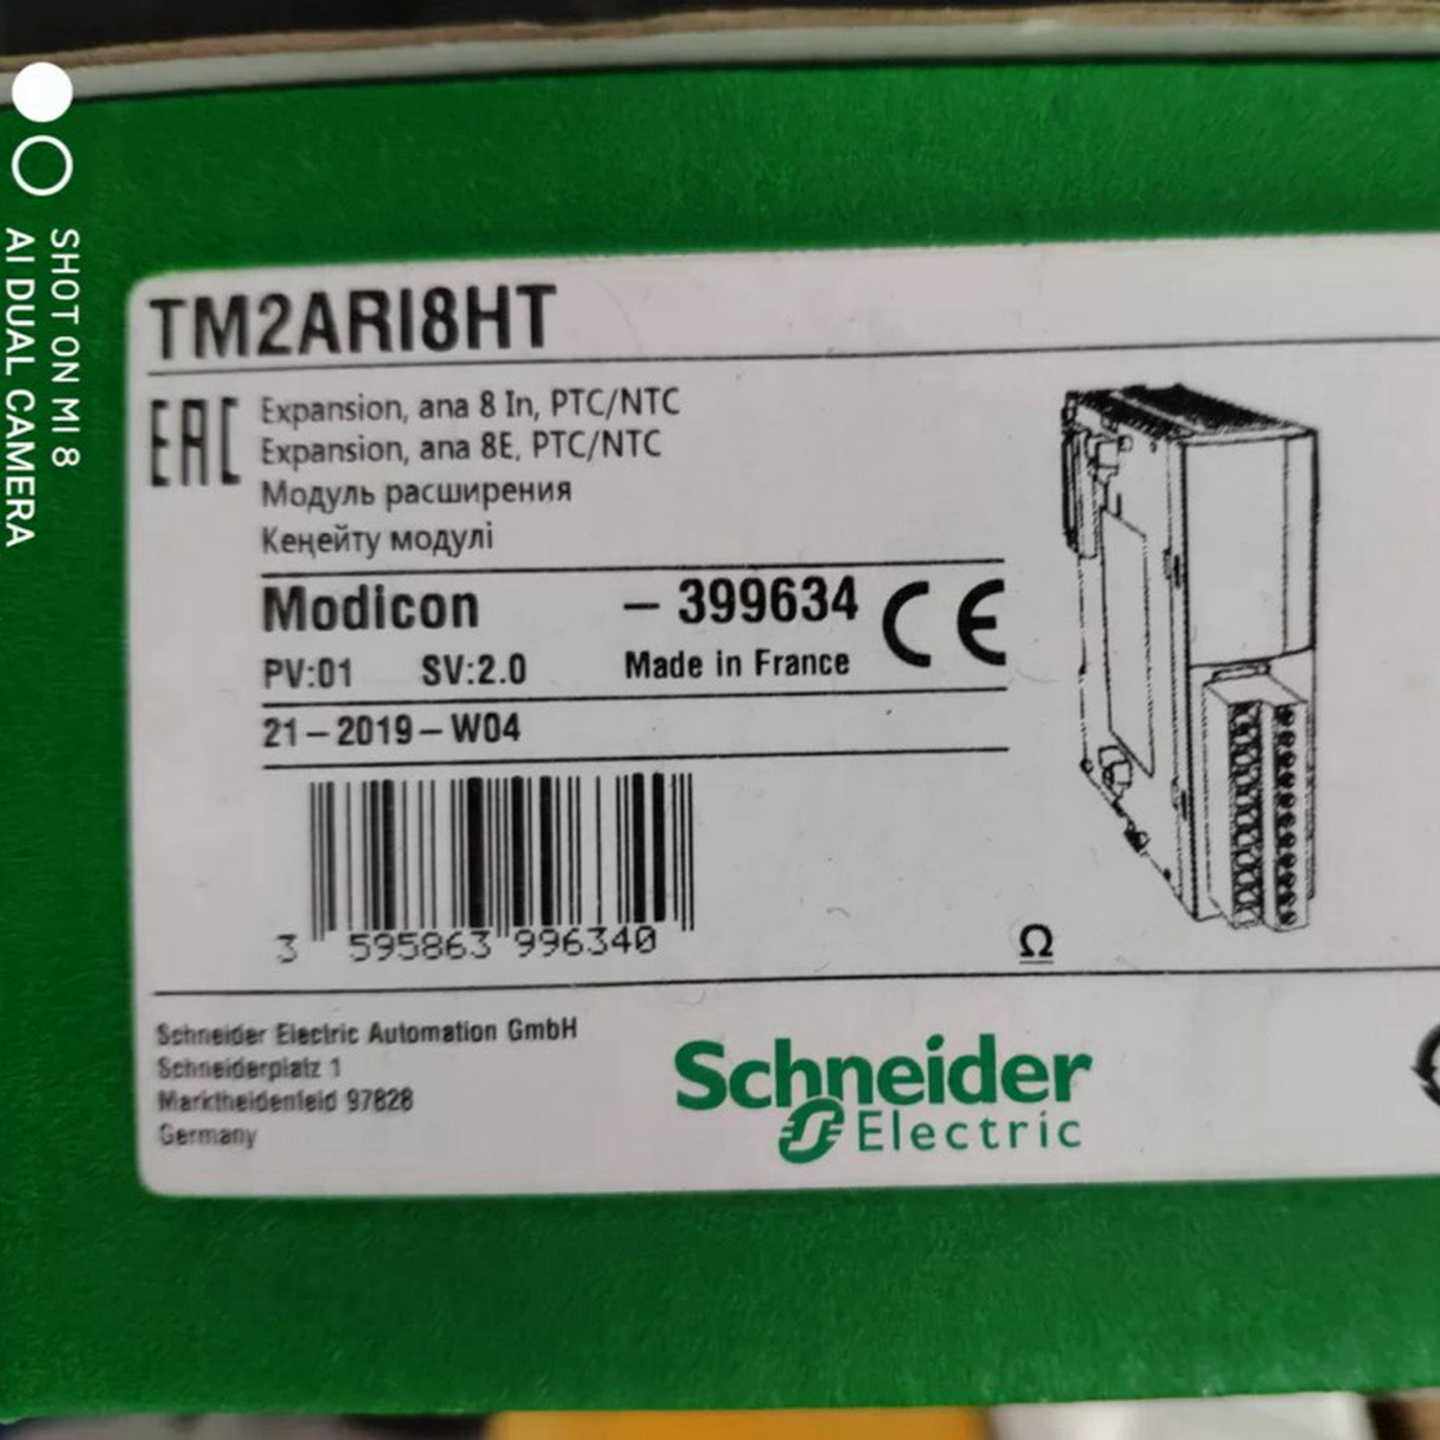 TM2ARI8HT
EAC
Expansion, ana 8 In, PTC/NTC
Expansion, ana 8E, PTC/NTC
Модуль расширения
Кеңейту модулі
Modicon – 399634 CE
PV:01 SV:2.0 Made in France
21-2019-W04
3 595863 996340
Ω
Schneider Electric Automation GmbH
Schneiderplatz 1
Marktheidenfeld 97828
Germany
Schneider
Electric
SHOT ON MI 8
AI DUAL CAMERA